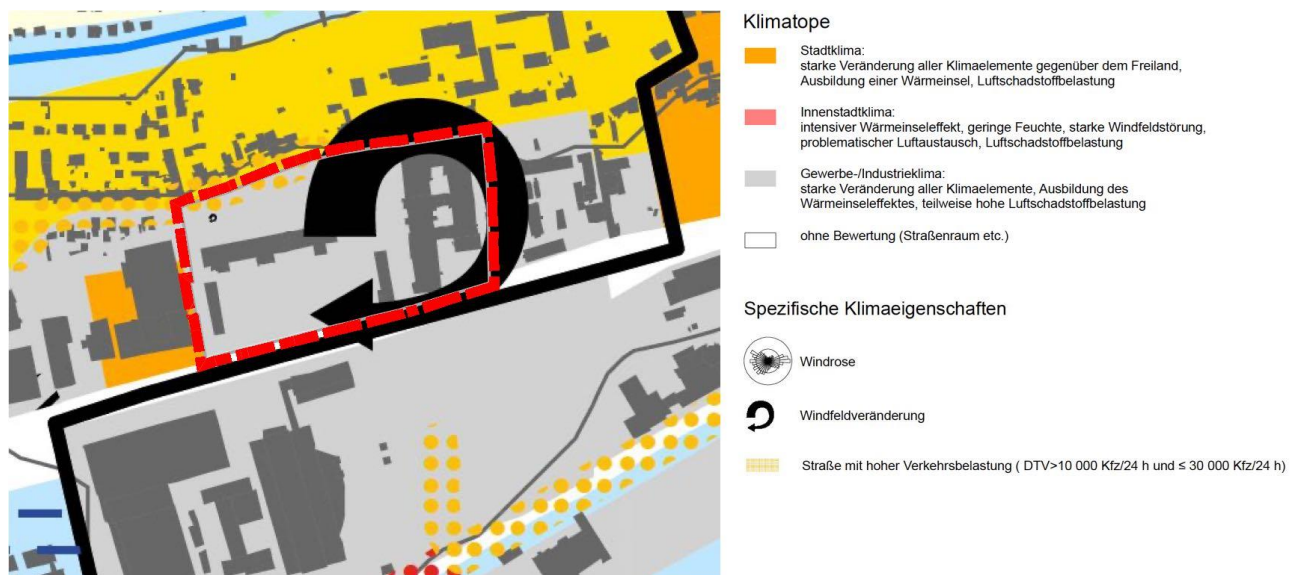 Klimatope
Stadtklima:
starke Veränderung aller Klimaelemente gegenüber dem Freiland,
Ausbildung einer Wärmeinsel, Luftschadstoffbelastung
Innenstadtklima:
intensiver Wärmeinseleffekt, geringe Feuchte, starke Windfeldstörung,
problematischer Luftaustausch, Luftschadstoffbelastung
Gewerbe-/Industrieklima:
starke Veränderung aller Klimaelemente, Ausbildung des
Wärmeinseleffektes, teilweise hohe Luftschadstoffbelastung
ohne Bewertung (Straßenraum etc.)
Spezifische Klimaeigenschaften
Windrose
Windfeldveränderung
Straße mit hoher Verkehrsbelastung ( DTV>10 000 Kfz/24 h und ≤ 30 000 Kfz/24 h)